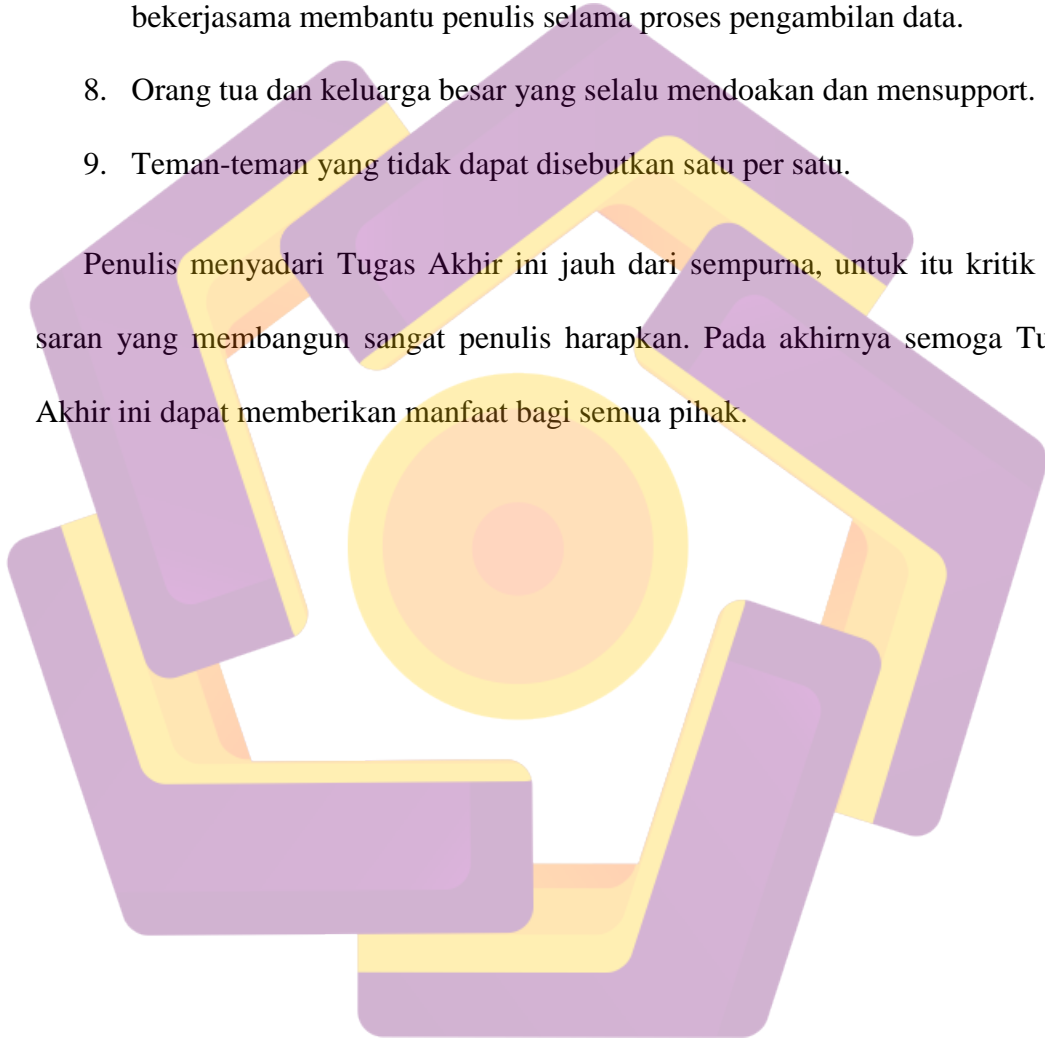 bekerjasama membantu penulis selama proses pengambilan data.
8. Orang tua dan keluarga besar yang selalu mendoakan dan mensupport.
9. Teman-teman yang tidak dapat disebutkan satu per satu.
Penulis menyadari Tugas Akhir ini jauh dari sempurna, untuk itu kritik
saran yang membangun sangat penulis harapkan. Pada akhirnya semoga Tu
Akhir ini dapat memberikan manfaat bagi semua pihak.